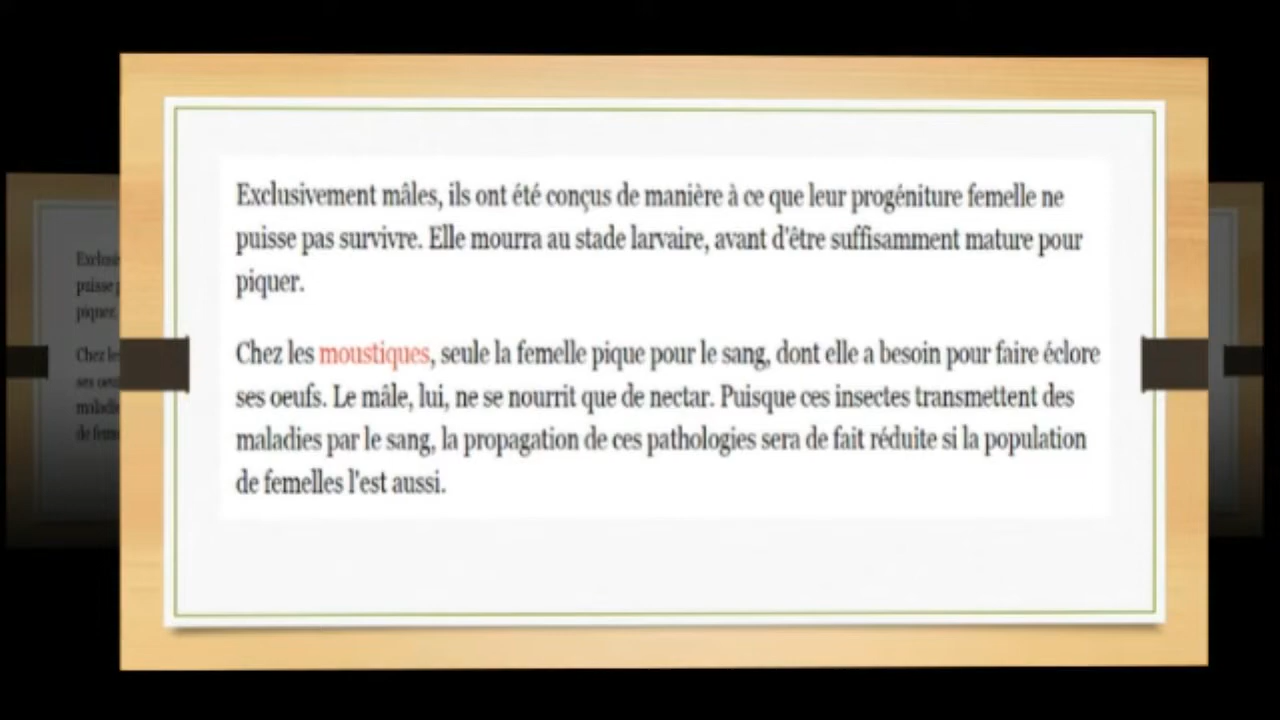 Exclusivement mâles, ils ont été conçus de manière à ce que leur progéniture femelle ne
puisse pas survivre. Elle mourra au stade larvaire, avant d'être suffisamment mature pour
piquer.
Chez les moustiques, seule la femelle pique pour le sang, dont elle a besoin pour faire éclore
ses oeufs. Le mâle, lui, ne se nourrit que de nectar. Puisque ces insectes transmettent des
maladies par le sang, la propagation de ces pathologies sera de fait réduite si la population
de femelles l'est aussi.